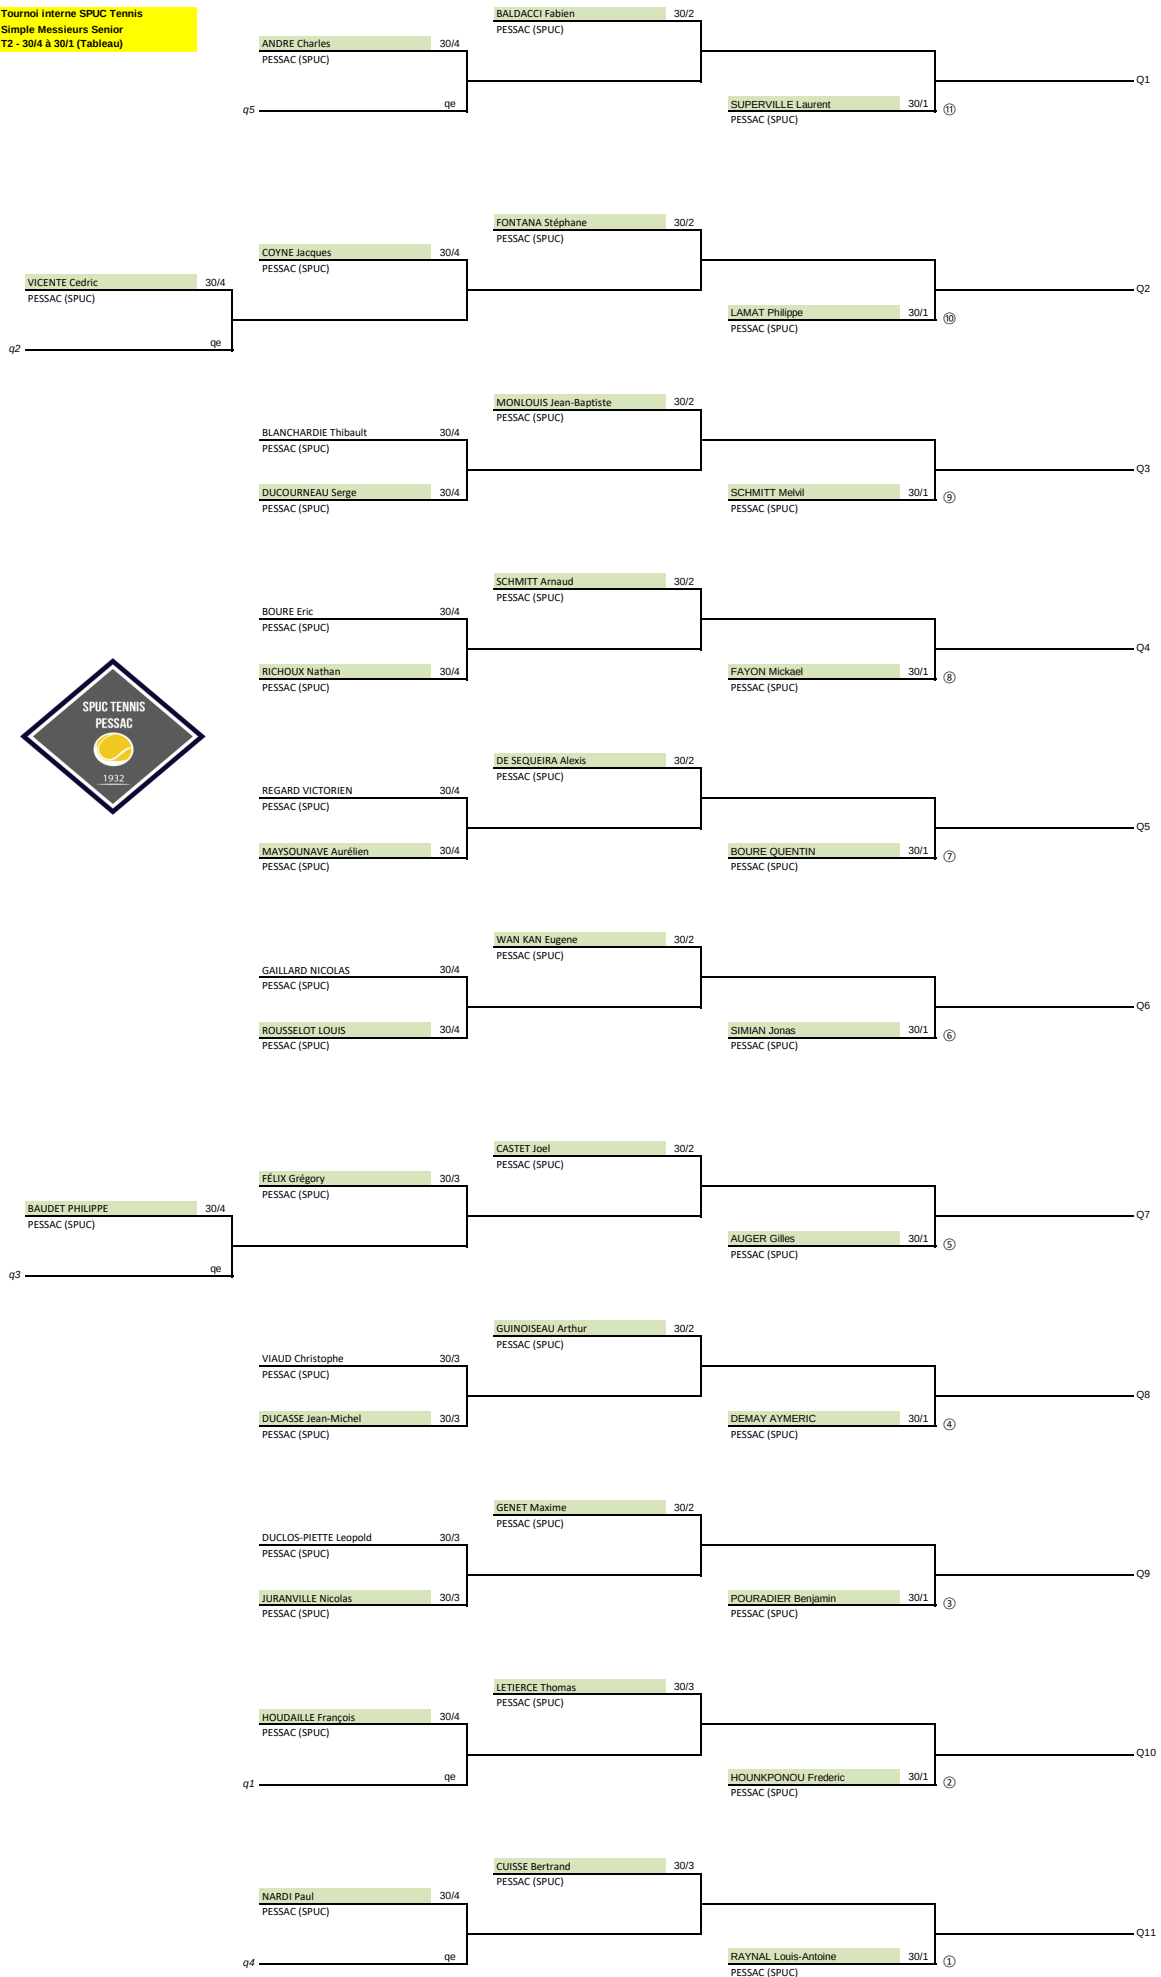 Tournoi interne SPUC Tennis
Simple Messieurs Senior
T2 - 30/4 à 30/1 (Tableau)
BALDACCI Fabien 30/2
PESSAC (SPUC)
ANDRE Charles 30/4
PESSAC (SPUC)
Q1
q5 qe
SUPERVILLE Laurent 30/1 ⑪
PESSAC (SPUC)
FONTANA Stéphane 30/2
PESSAC (SPUC)
COYNE Jacques 30/4
PESSAC (SPUC)
VICENTE Cedric 30/4
PESSAC (SPUC)
Q2
LAMAT Philippe 30/1 ⑩
PESSAC (SPUC)
q2 qe
MONLOUIS Jean-Baptiste 30/2
PESSAC (SPUC)
BLANCHARDIE Thibault 30/4
PESSAC (SPUC)
Q3
DUCOURNEAU Serge 30/4
PESSAC (SPUC)
SCHMITT Melvil 30/1 ⑨
PESSAC (SPUC)
SCHMITT Arnaud 30/2
PESSAC (SPUC)
BOURE Eric 30/4
PESSAC (SPUC)
Q4
RICHOUX Nathan 30/4
PESSAC (SPUC)
FAYON Mickael 30/1 ⑧
PESSAC (SPUC)
SPUC TENNIS
PESSAC
1932
DE SEQUEIRA Alexis 30/2
PESSAC (SPUC)
REGARD VICTORIEN 30/4
PESSAC (SPUC)
Q5
MAYSOUNAVE Aurélien 30/4
PESSAC (SPUC)
BOURE QUENTIN 30/1 ⑦
PESSAC (SPUC)
WAN KAN Eugene 30/2
PESSAC (SPUC)
GAILLARD NICOLAS 30/4
PESSAC (SPUC)
Q6
ROUSSELOT LOUIS 30/4
PESSAC (SPUC)
SIMIAN Jonas 30/1 ⑥
PESSAC (SPUC)
CASTET Joel 30/2
PESSAC (SPUC)
FÉLIX Grégory 30/3
PESSAC (SPUC)
BAUDET PHILIPPE 30/4
PESSAC (SPUC)
Q7
AUGER Gilles 30/1 ⑤
PESSAC (SPUC)
q3 qe
GUINOISEAU Arthur 30/2
PESSAC (SPUC)
VIAUD Christophe 30/3
PESSAC (SPUC)
Q8
DUCASSE Jean-Michel 30/3
PESSAC (SPUC)
DEMAY AYMERIC 30/1 ④
PESSAC (SPUC)
GENET Maxime 30/2
PESSAC (SPUC)
DUCLOS-PIETTE Leopold 30/3
PESSAC (SPUC)
Q9
JURANVILLE Nicolas 30/3
PESSAC (SPUC)
POURADIER Benjamin 30/1 ③
PESSAC (SPUC)
LETIERCE Thomas 30/3
PESSAC (SPUC)
HOUDAILLE François 30/4
PESSAC (SPUC)
Q10
q1 qe
HOUNKPONOU Frederic 30/1 ②
PESSAC (SPUC)
CUISSE Bertrand 30/3
PESSAC (SPUC)
NARDI Paul 30/4
PESSAC (SPUC)
Q11
q4 qe
RAYNAL Louis-Antoine 30/1 ①
PESSAC (SPUC)